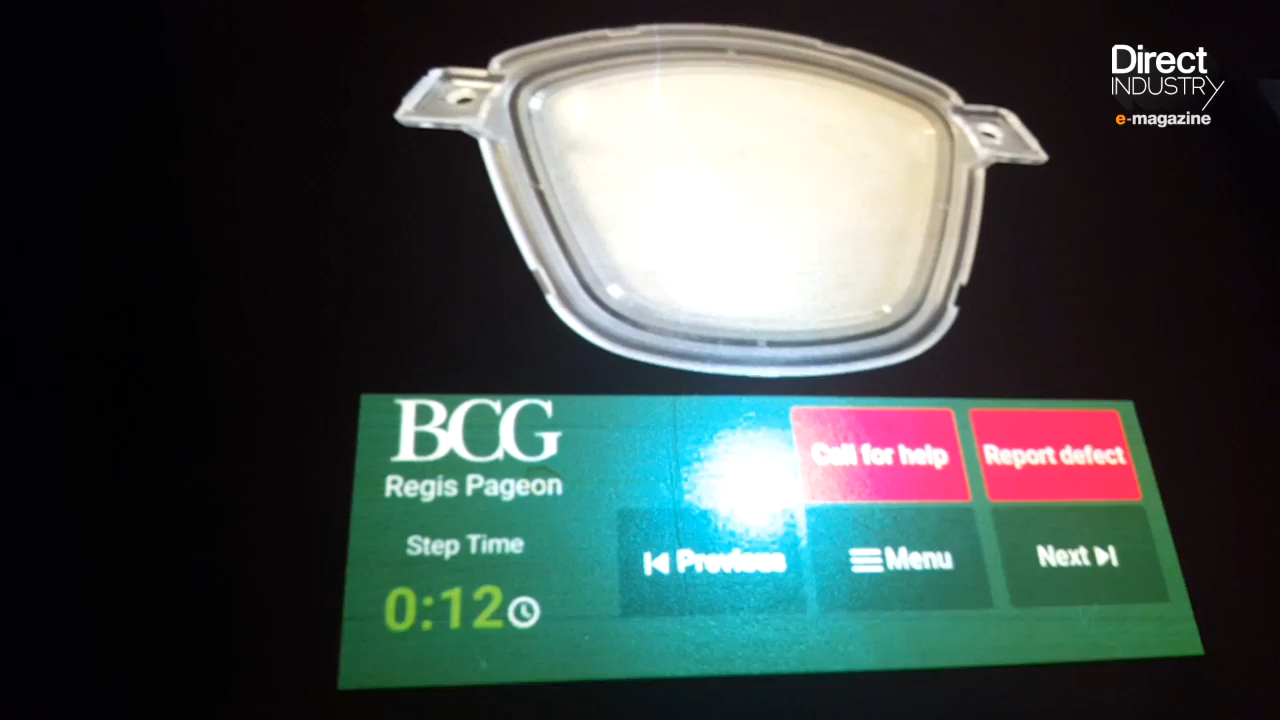 Direct
INDUSTRY
e-magazine
BCG
Regis Pageon
Call for help
Report defect
Step Time
0:12
Previous
Menu
Next